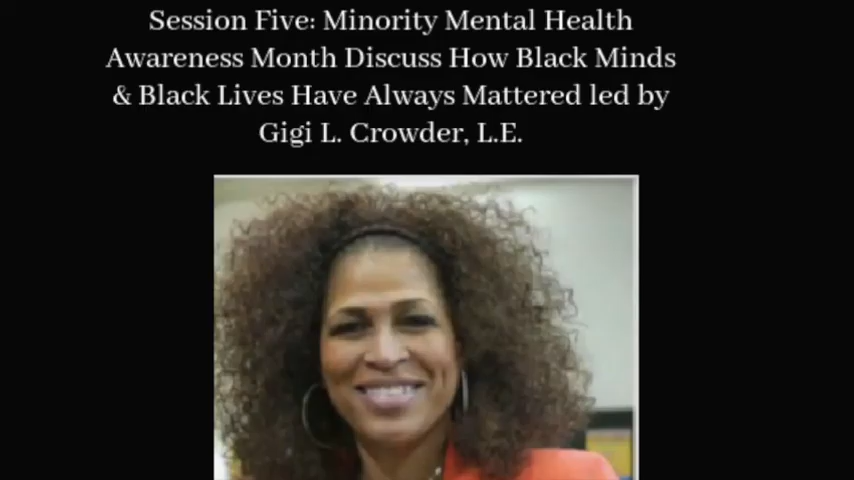 Session Five: Minority Mental Health
Awareness Month Discuss How Black Minds
& Black Lives Have Always Mattered led by
Gigi L. Crowder, L.E.